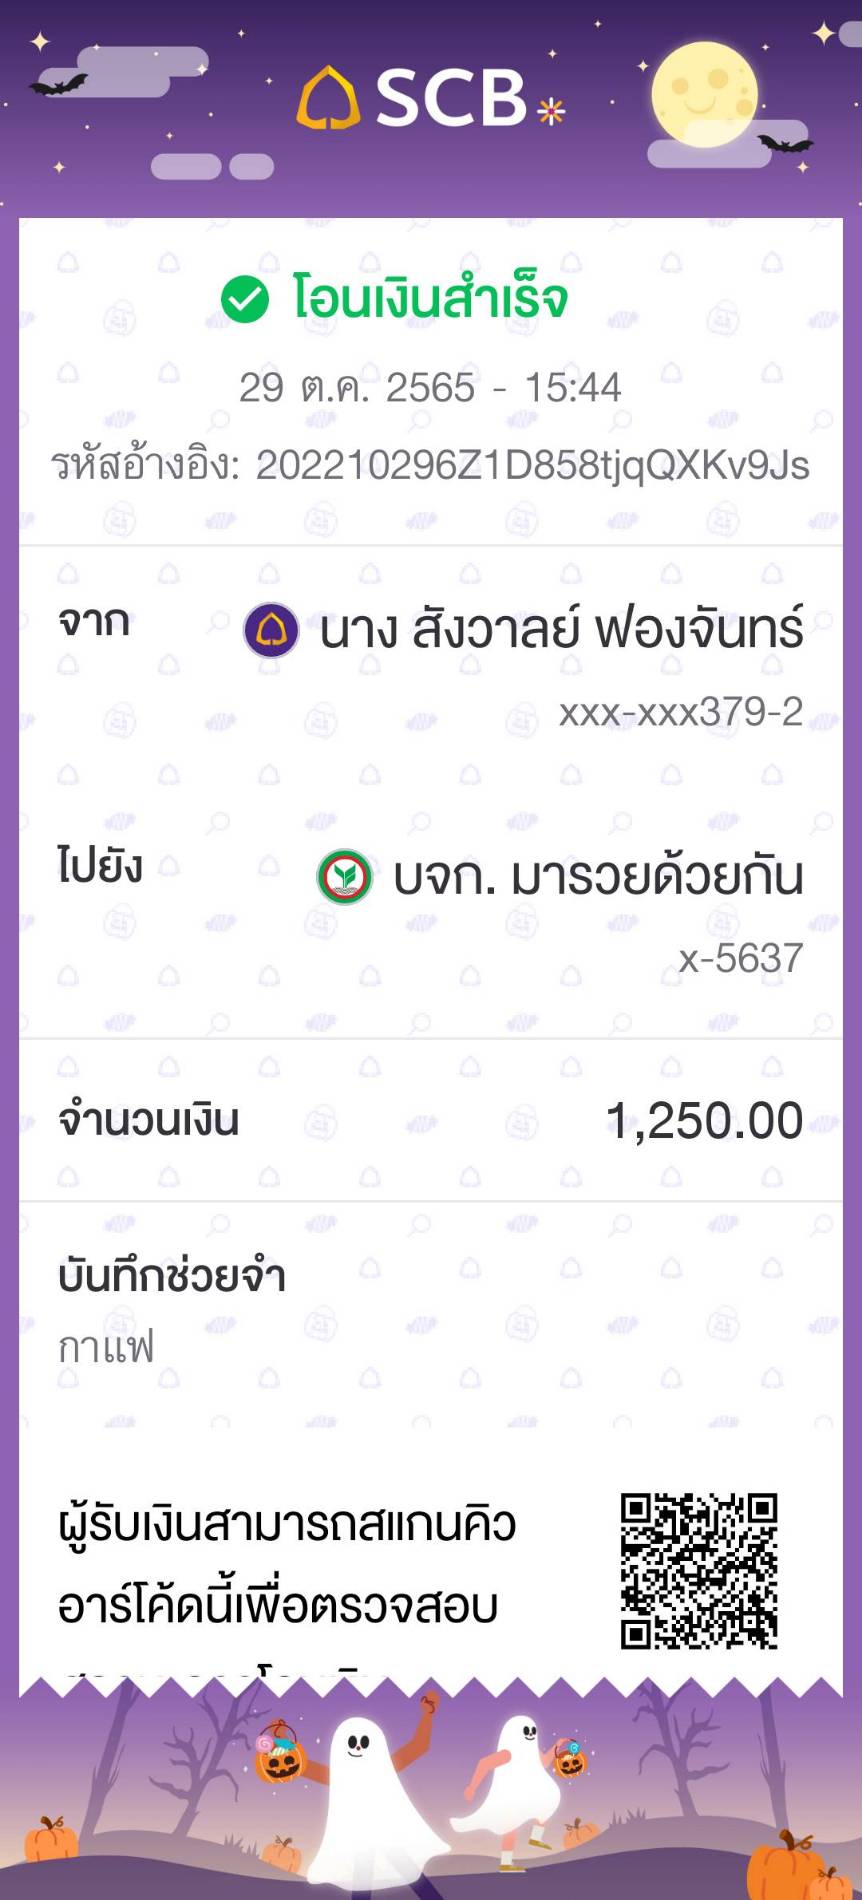 SCB
โอนเงินสำเร็จ
29 ต.ค. 2565 - 15:44
รหัสอ้างอิง: 202210296Z1D858tjqQXKv9Js
จาก นาง สังวาลย์ ฟองจันทร์
xxx-xxx379-2
ไปยัง บจก. มารวยด้วยกัน
x-5637
จำนวนเงิน 1,250.00
บันทึกช่วยจำ
กาแฟ
ผู้รับเงินสามารถสแกนคิว
อาร์โค้ดนี้เพื่อตรวจสอบ